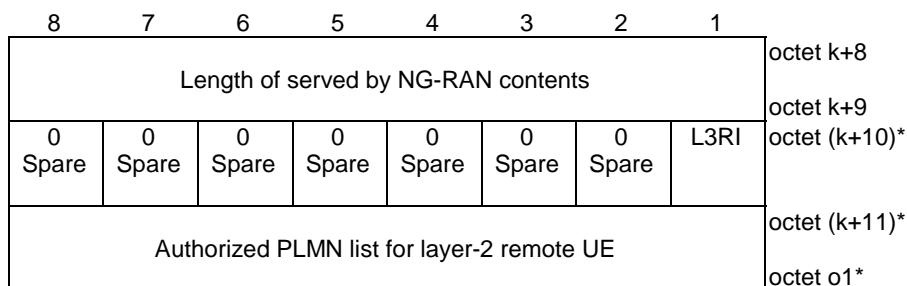 8 7 6 5 4 3 2 1
octet k+8
Length of served by NG-RAN contents
octet k+9
0 0 0 0 0 0 0 L3RI octet (k+10)*
Spare Spare Spare Spare Spare Spare Spare
octet (k+11)*
Authorized PLMN list for layer-2 remote UE
octet o1*